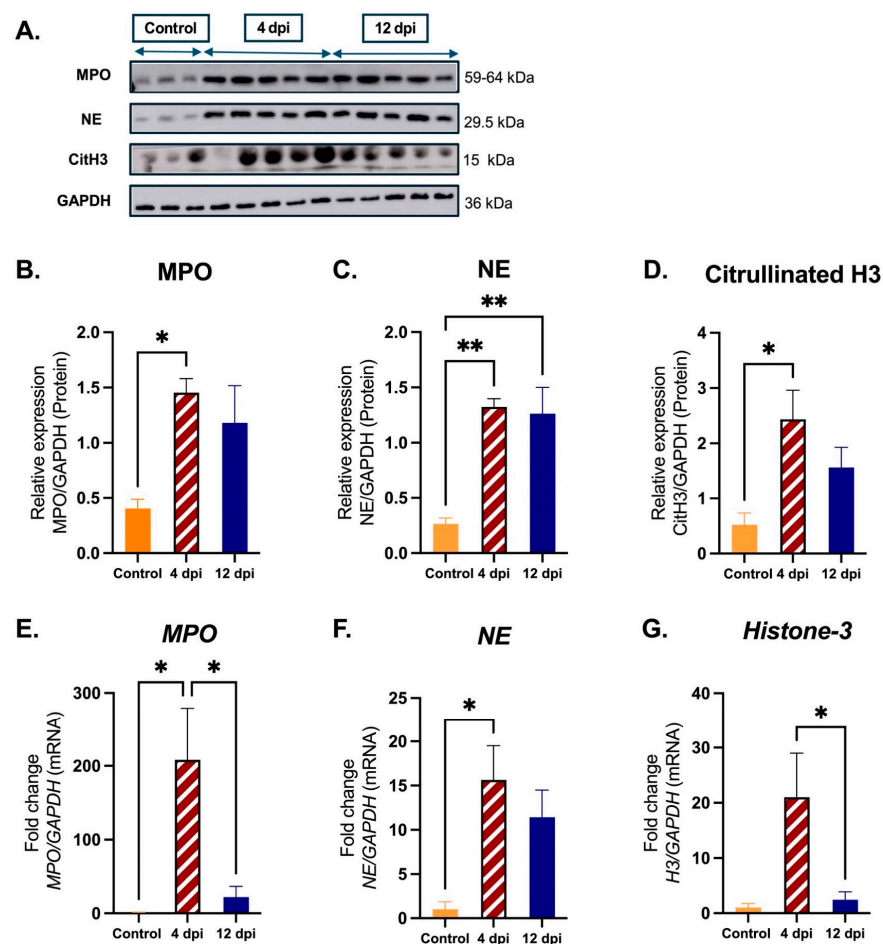 A.
Control 4 dpi 12 dpi
MPO 59-64 kDa
NE 29.5 kDa
CitH3 15 kDa
GAPDH 36 kDa
B. MPO
Relative expression
MPO/GAPDH (Protein)
2.0
1.5
1.0
0.5
0.0
*
Control 4 dpi 12 dpi
C. NE
Relative expression
NE/GAPDH (Protein)
2.0
1.5
1.0
0.5
0.0
**
**
Control 4 dpi 12 dpi
D. Citrullinated H3
Relative expression
CitH3/GAPDH (Protein)
4
3
2
1
0
*
Control 4 dpi 12 dpi
E. MPO
Fold change
MPO/GAPDH (mRNA)
300
200
100
0
* *
Control 4 dpi 12 dpi
F. NE
Fold change
NE/GAPDH (mRNA)
25
20
15
10
5
0
*
Control 4 dpi 12 dpi
G. Histone-3
Fold change
H3/GAPDH (mRNA)
40
30
20
10
0
*
Control 4 dpi 12 dpi